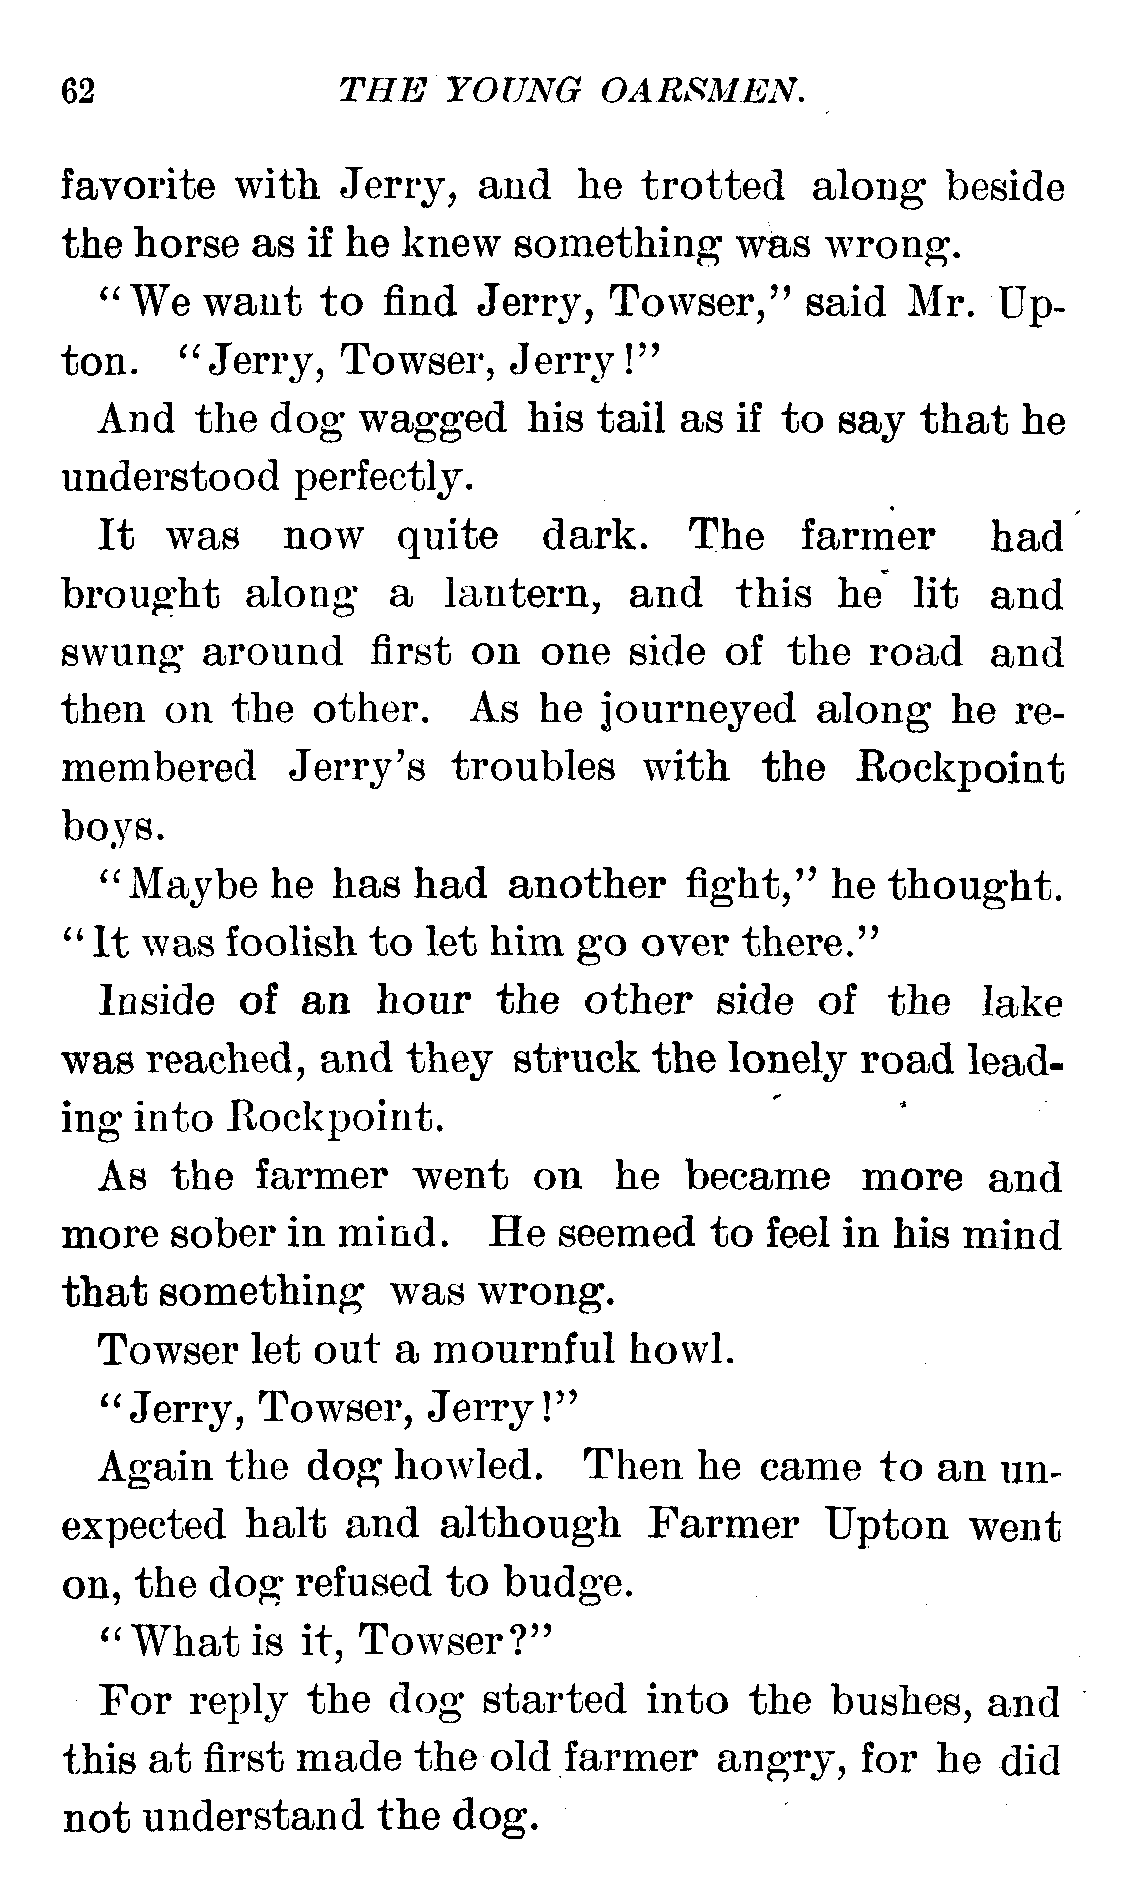 62 THE YOUNG OARSMEN.
favorite with Jerry, and he trotted along beside
the horse as if he knew something was wrong.
“We want to find Jerry, Towser,” said Mr. Up-
ton. “Jerry, Towser, Jerry!”
And the dog wagged his tail as if to say that he
understood perfectly.
It was now quite dark. The farmer had
brought along a lantern, and this he lit and
swung around first on one side of the road and
then on the other. As he journeyed along he re-
membered Jerry’s troubles with the Rockpoint
boys.
“Maybe he has had another fight,” he thought.
“It was foolish to let him go over there.”
Inside of an hour the other side of the lake
was reached, and they struck the lonely road lead-
ing into Rockpoint.
As the farmer went on he became more and
more sober in mind. He seemed to feel in his mind
that something was wrong.
Towser let out a mournful howl.
“Jerry, Towser, Jerry!”
Again the dog howled. Then he came to an un-
expected halt and although Farmer Upton went
on, the dog refused to budge.
“What is it, Towser?”
For reply the dog started into the bushes, and
this at first made the old farmer angry, for he did
not understand the dog.